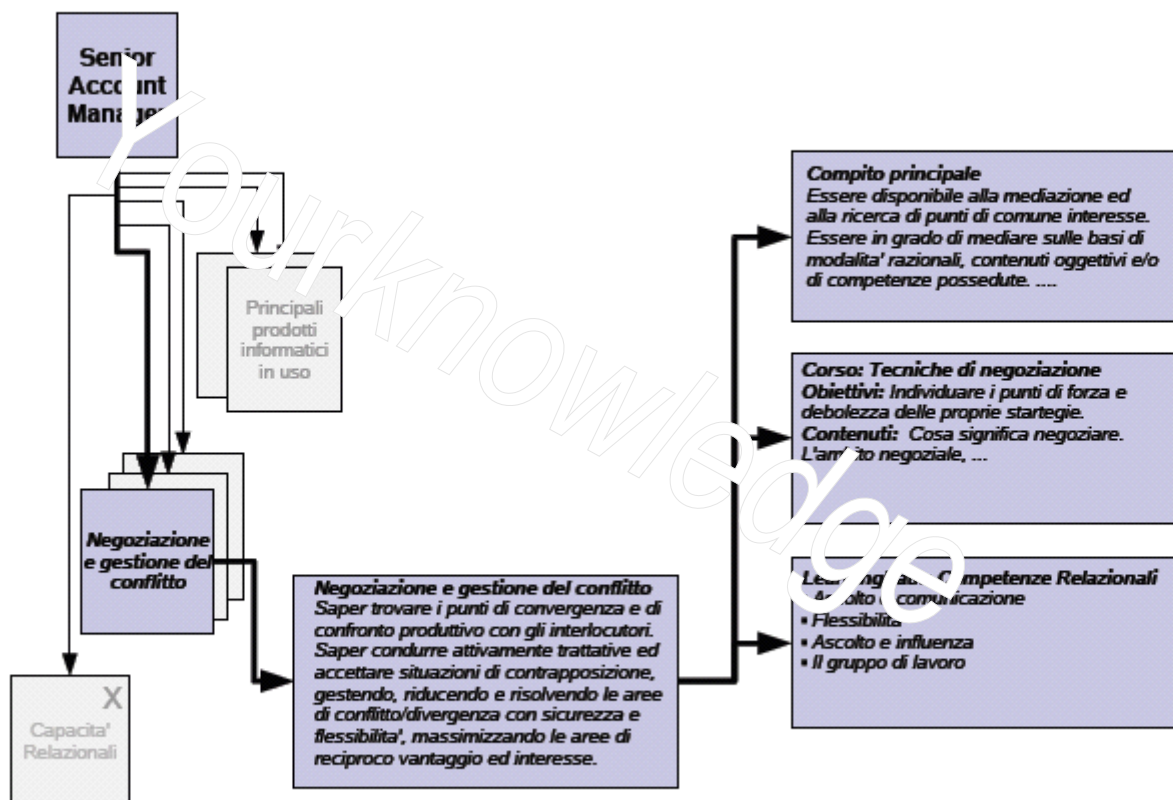 Senior
Account
Manager
Yourknowledge
Principali
prodotti
informatici
in uso
Negoziazione
e gestione del
conflitto
X
Capacita'
Relazionali
Negoziazione e gestione del conflitto
Saper trovare i punti di convergenza e di
confronto produttivo con gli interlocutori.
Saper condurre attivamente trattative ed
accettare situazioni di contrapposizione,
gestendo, riducendo e risolvendo le aree
di conflitto/divergenza con sicurezza e
flessibilita', massimizzando le aree di
reciproco vantaggio ed interesse.
Compito principale
Essere disponibile alla mediazione ed
alla ricerca di punti di comune interesse.
Essere in grado di mediare sulle basi di
modalita' razionali, contenuti oggettivi e/o
di competenze possedute. ....
Corso: Tecniche di negoziazione
Obiettivi: Individuare i punti di forza e
debolezza delle proprie startegie.
Contenuti: Cosa significa negoziare.
L'ambito negoziale, ...
Competenze Relazionali
▪ Ascolto e comunicazione
▪ Flessibilita'
▪ Ascolto e influenza
▪ Il gruppo di lavoro